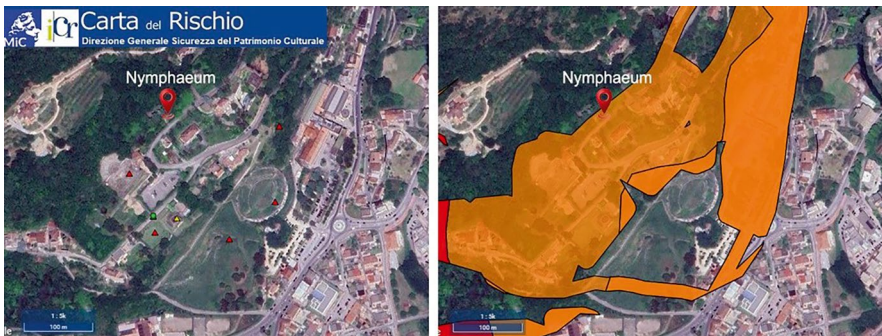 MiC
iCr
Carta del Rischio
Direzione Generale Sicurezza del Patrimonio Culturale
Nymphaeum
1 : 5k
100 m
le
Nymphaeum
1 : 5k
100 m
e